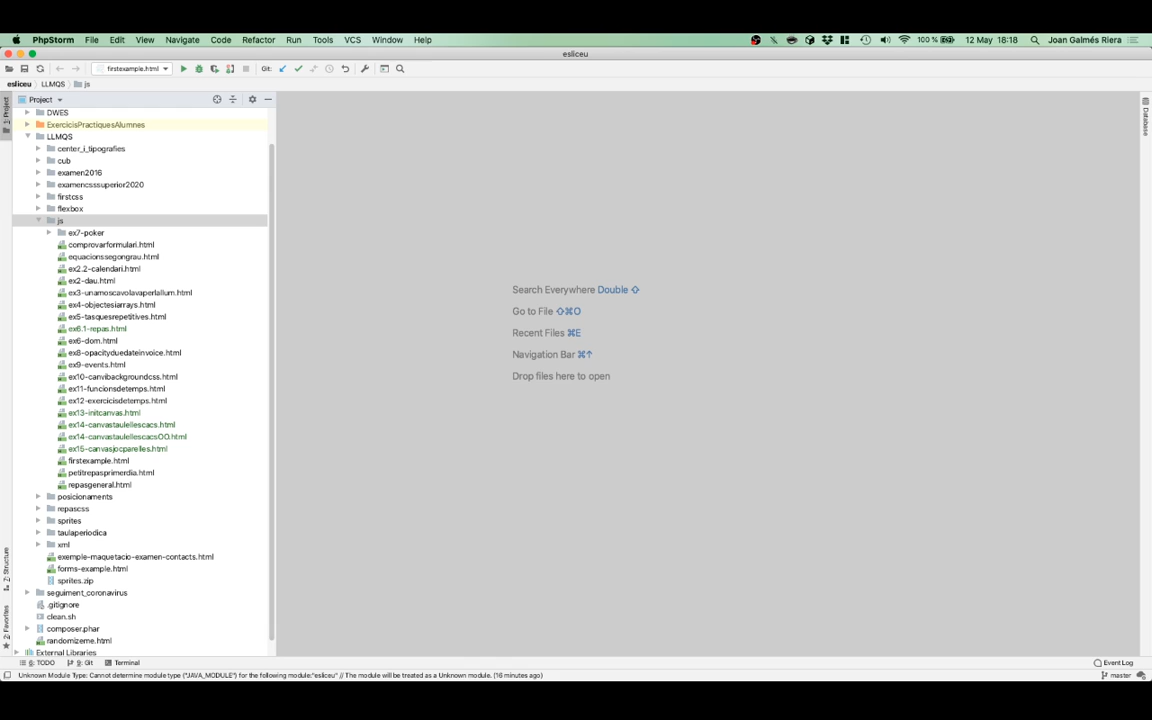 PhpStorm File Edit View Navigate Code Refactor Run Tools VCS Window Help 100 % 12 May 18:18 Joan Galmés Riera
esliceu
firstexample.html Git:
esliceu LLMQS js
1: Project
Project
Database
DWES
ExercicisPractiquesAlumnes
LLMQS
center_i_tipografies
cub
examen2016
examencsssuperior2020
firstcss
flexbox
js
ex7-poker
comprovarformulari.html
equacionssegongrau.html
ex2.2-calendari.html
ex2-dau.html
ex3-unamoscavolavaperlallum.html
ex4-objectesiarrays.html
ex5-tasquesrepetitives.html
ex6.1-repas.html
ex6-dom.html
ex8-opacityduedateinvoice.html
ex9-events.html
ex10-canvibackgroundcss.html
ex11-funcionsdetemps.html
ex12-exercicisdetemps.html
ex13-initcanvas.html
ex14-canvastaulellescacs.html
ex14-canvastaulellescacsOO.html
ex15-canvasjocparelles.html
firstexample.html
petitrepasprimerdia.html
repasgeneral.html
posicionaments
repascss
sprites
taulaperiodica
xml
exemple-maquetacio-examen-contacts.html
forms-example.html
sprites.zip
seguiment_coronavirus
.gitignore
clean.sh
composer.phar
randomizeme.html
External Libraries
Search Everywhere Double ⇧
Go to File ⇧⌘O
Recent Files ⌘E
Navigation Bar ⌘↑
Drop files here to open
Z: Structure
2: Favorites
6: TODO 9: Git Terminal Event Log
Unknown Module Type: Cannot determine module type ("JAVA_MODULE") for the following module:"esliceu" // The module will be treated as a Unknown module. (16 minutes ago) master